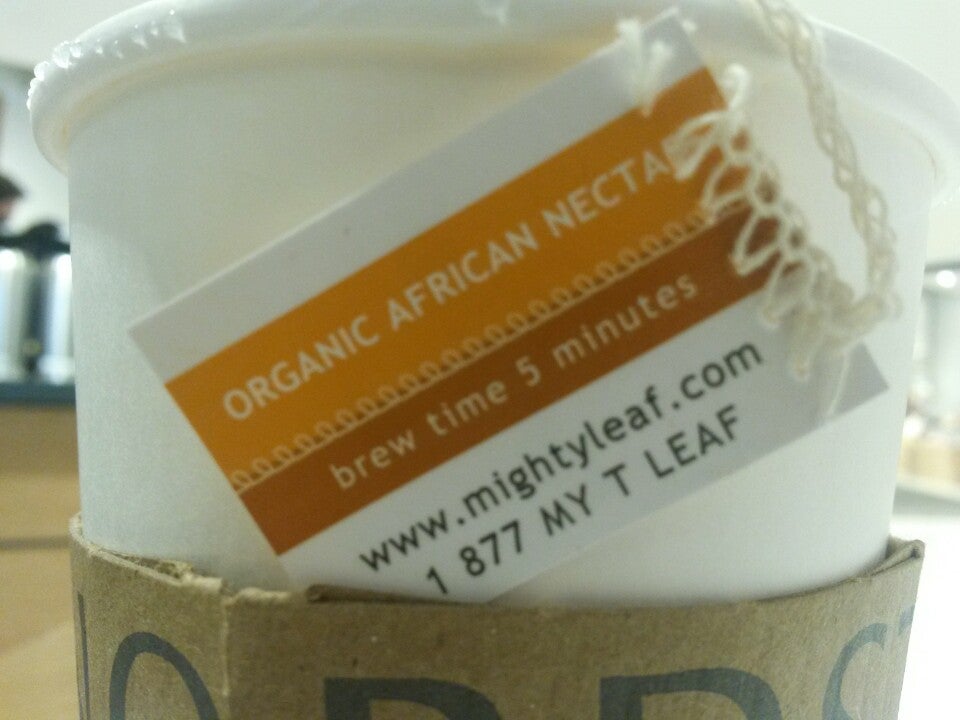 ORGANIC AFRICAN NECTA
brew time 5 minutes
www.mightyleaf.com
1 877 MY T LEAF